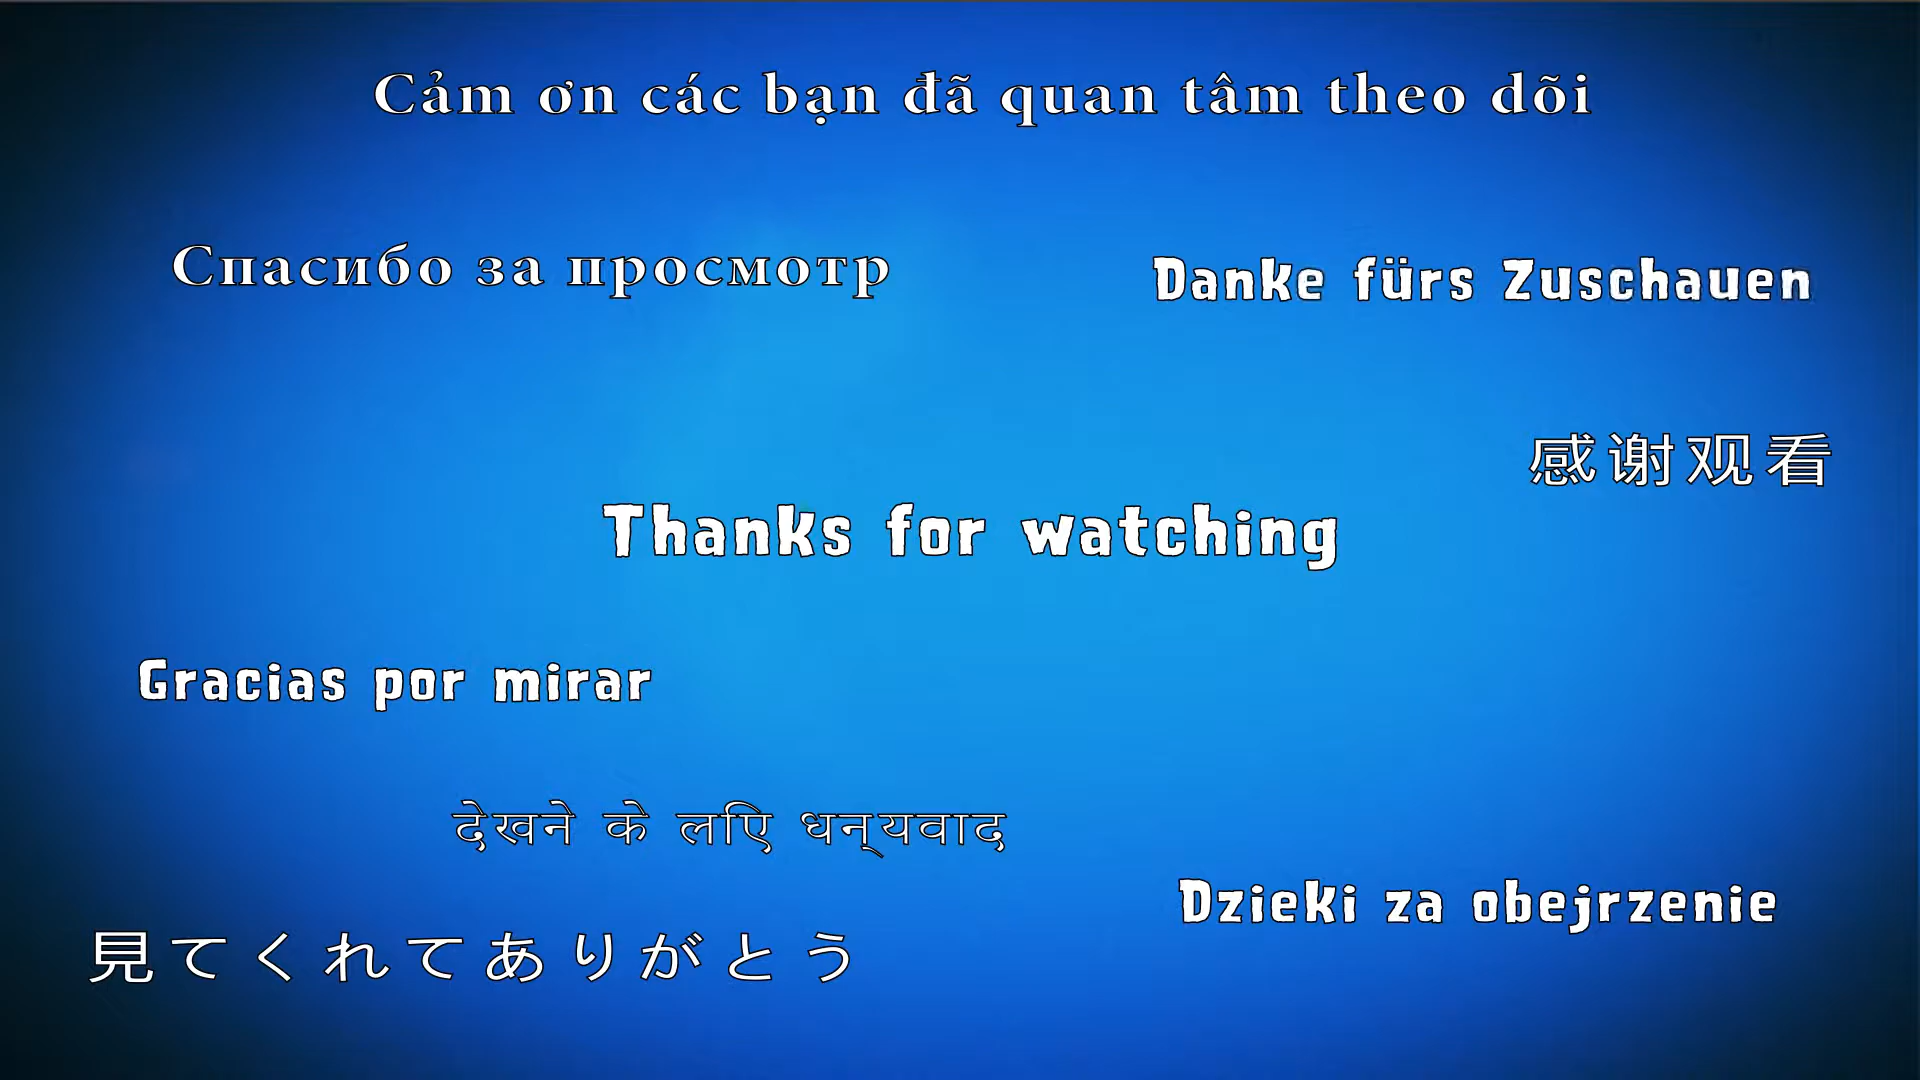 Cảm ơn các bạn đã quan tâm theo dõi
Спасибо за просмотр
Danke fürs Zuschauen
感谢观看
Thanks for watching
Gracias por mirar
देखने के लिए धन्यवाद
Dzieki za obejrzenie
見てくれてありがとう